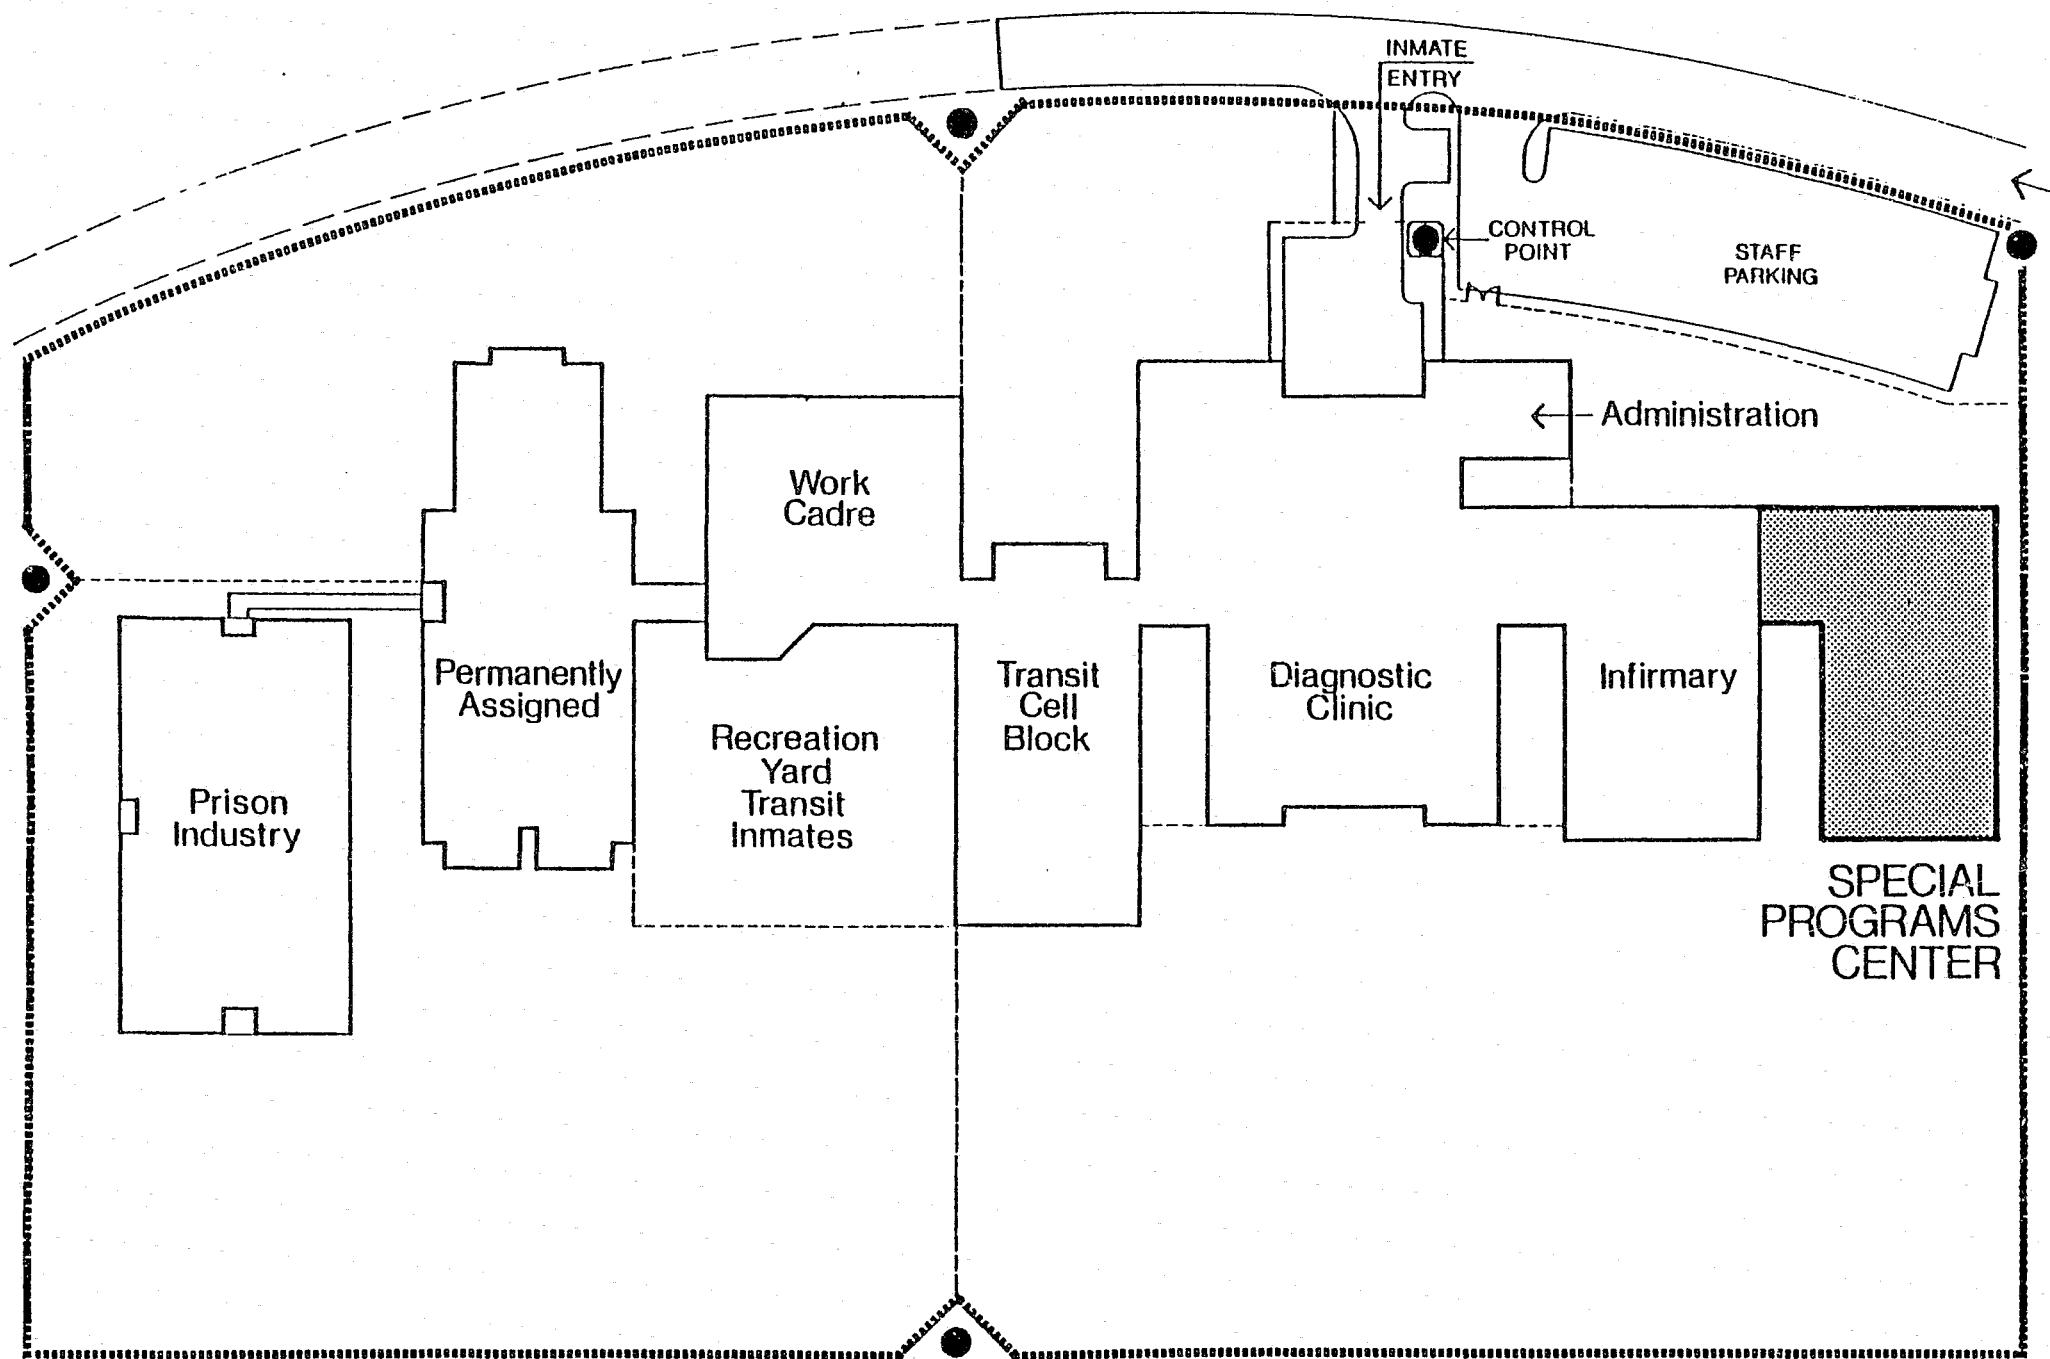 INMATE
ENTRY
CONTROL
POINT
STAFF
PARKING
Administration
Work
Cadre
Permanently
Assigned
Transit
Cell
Block
Diagnostic
Clinic
Infirmary
Recreation
Yard
Transit
Inmates
Prison
Industry
SPECIAL
PROGRAMS
CENTER